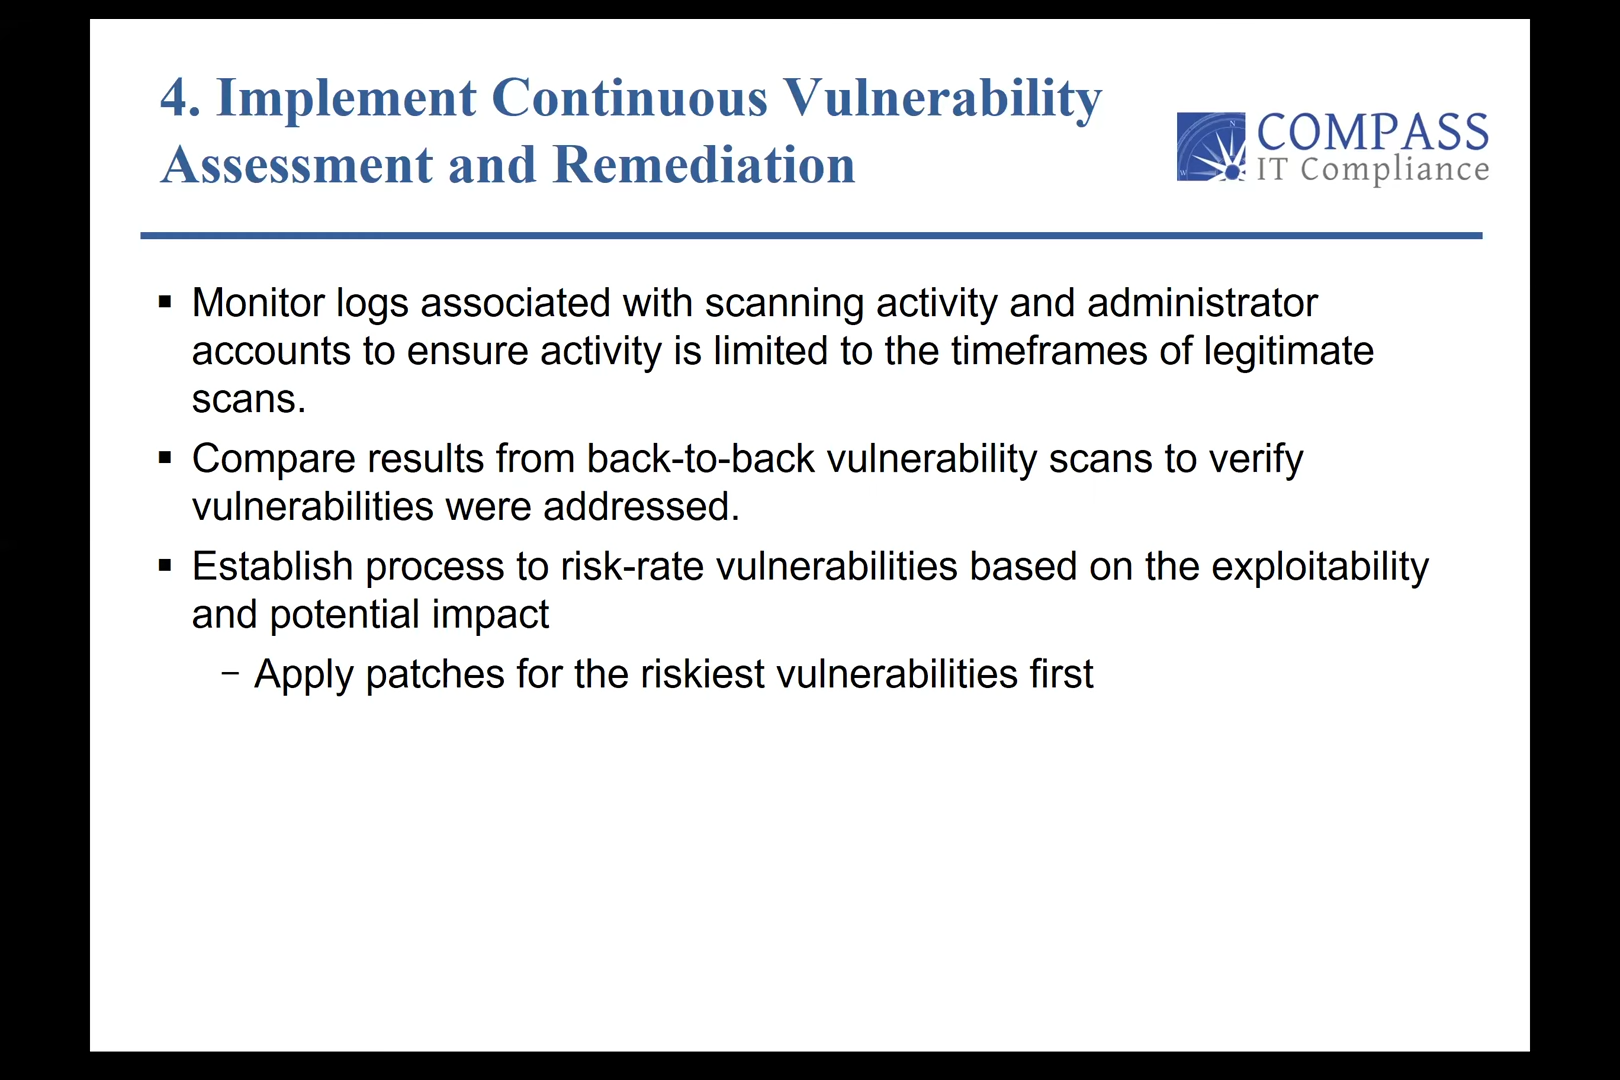 4. Implement Continuous Vulnerability
Assessment and Remediation
COMPASS
IT Compliance
N
W
▪ Monitor logs associated with scanning activity and administrator
accounts to ensure activity is limited to the timeframes of legitimate
scans.
▪ Compare results from back-to-back vulnerability scans to verify
vulnerabilities were addressed.
▪ Establish process to risk-rate vulnerabilities based on the exploitability
and potential impact
− Apply patches for the riskiest vulnerabilities first